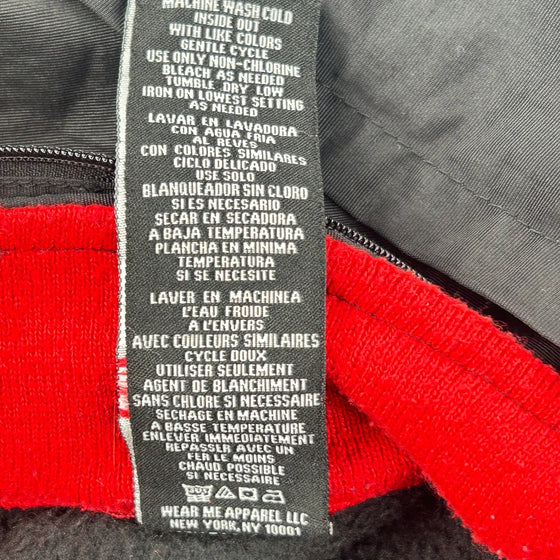 MACHINE WASH COLD
INSIDE OUT
WITH LIKE COLORS
GENTLE CYCLE
USE ONLY NON-CHLORINE
BLEACH AS NEEDED
TUMBLE DRY LOW
IRON ON LOWEST SETTING
AS NEEDED
LAVAR EN LAVADORA
CON AGUA FRIA
AL REVES
CON COLORES SIMILARES
CICLO DELICADO
USE SOLO
BLANQUEADOR SIN CLORO
SI ES NECESARIO
SECAR EN SECADORA
A BAJA TEMPERATURA
PLANCHA EN MINIMA
TEMPERATURA
SI SE NECESITE
LAVER EN MACHINEA
L'EAU FROIDE
A L'ENVERS
AVEC COULEURS SIMILAIRES
CYCLE DOUX
UTILISER SEULEMENT
AGENT DE BLANCHIMENT
SANS CHLORE SI NECESSAIRE
SECHAGE EN MACHINE
A BASSE TEMPERATURE
ENLEVER IMMEDIATEMENT
REPASSER AVEC UN
FER LE MOINS
CHAUD POSSIBLE
SI NECESSAIRE
WEAR ME APPAREL LLC
NEW YORK, NY 10001